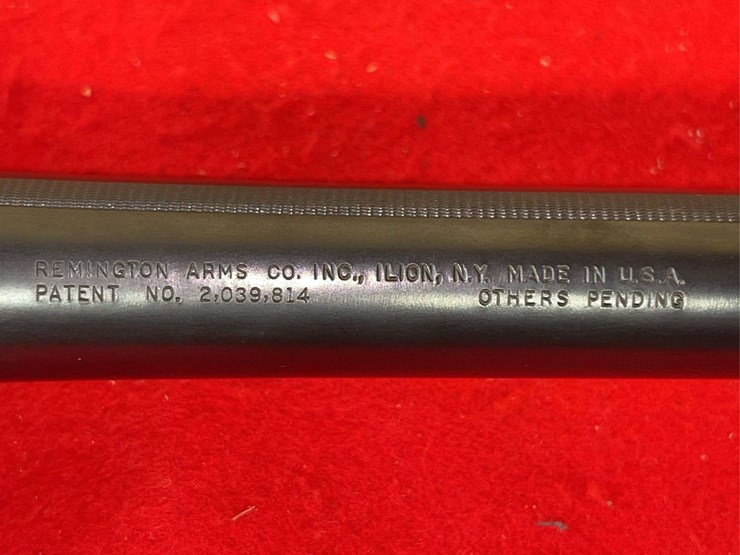 REMINGTON ARMS CO. INC., ILION, N.Y. MADE IN U.S.A.
PATENT NO. 2,039,814 OTHERS PENDING